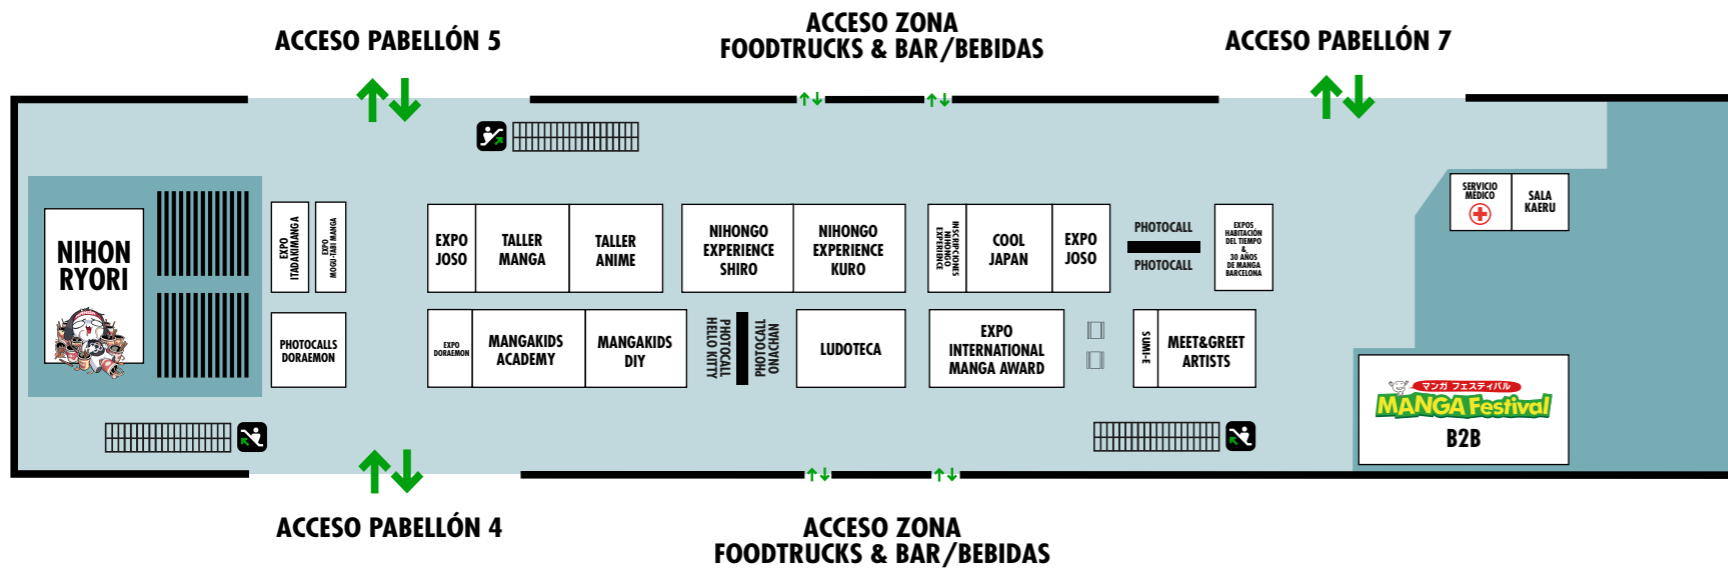 ACCESO PABELLÓN 5
ACCESO ZONA
FOODTRUCKS & BAR/BEBIDAS
ACCESO PABELLÓN 7
NIHON
RYORI
EXPO
ITADAKIMANGA
EXPO
MOGU-TABI MANGA
EXPO
JOSO
TALLER
MANGA
TALLER
ANIME
NIHONGO
EXPERIENCE
SHIRO
NIHONGO
EXPERIENCE
KURO
INSCRIPCIONES
NIHONGO
EXPERIENCE
COOL
JAPAN
EXPO
JOSO
PHOTOCALL
PHOTOCALL
EXPOS
HABITACIÓN
DEL TIEMPO
&
30 AÑOS
DE MANGA
BARCELONA
SERVICIO
MÉDICO
SALA
KAERU
PHOTOCALLS
DORAEMON
EXPO
DORAEMON
MANGAKIDS
ACADEMY
MANGAKIDS
DIY
PHOTOCALL
HELLO KITTY
PHOTOCALL
ONACHAN
LUDOTECA
EXPO
INTERNATIONAL
MANGA AWARD
SUMI-E
MEET&GREET
ARTISTS
マンガ フェスティバル
MANGA Festival
B2B
ACCESO PABELLÓN 4
ACCESO ZONA
FOODTRUCKS & BAR/BEBIDAS